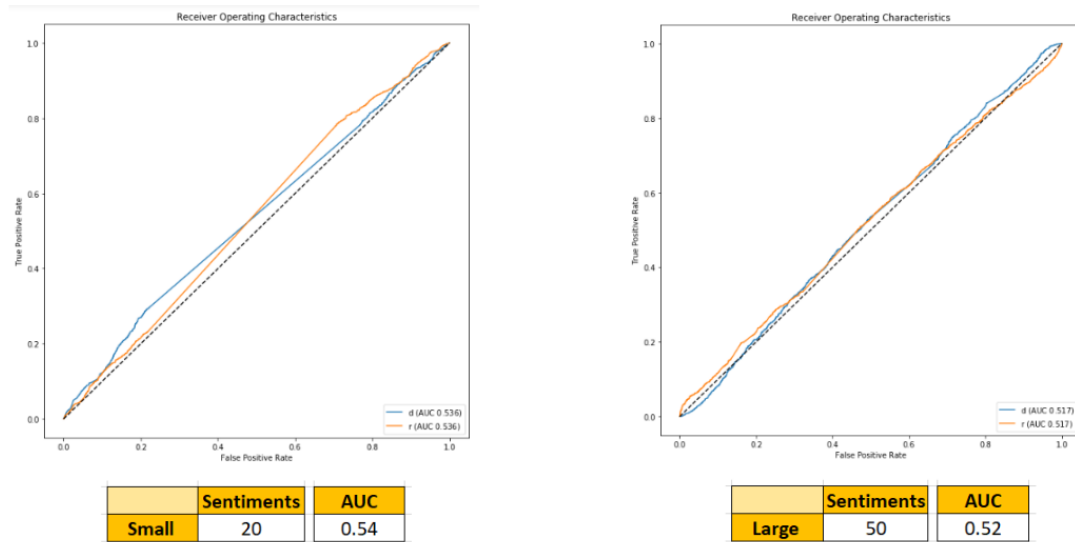 Receiver Operating Characteristics
True Positive Rate
1.0
0.8
0.6
0.4
0.2
0.0
0.0 0.2 0.4 0.6 0.8 1.0
False Positive Rate
d (AUC 0.536)
r (AUC 0.536)
Sentiments AUC
Small 20 0.54
Receiver Operating Characteristics
True Positive Rate
1.0
0.8
0.6
0.4
0.2
0.0
0.0 0.2 0.4 0.6 0.8 1.0
False Positive Rate
d (AUC 0.517)
r (AUC 0.517)
Sentiments AUC
Large 50 0.52